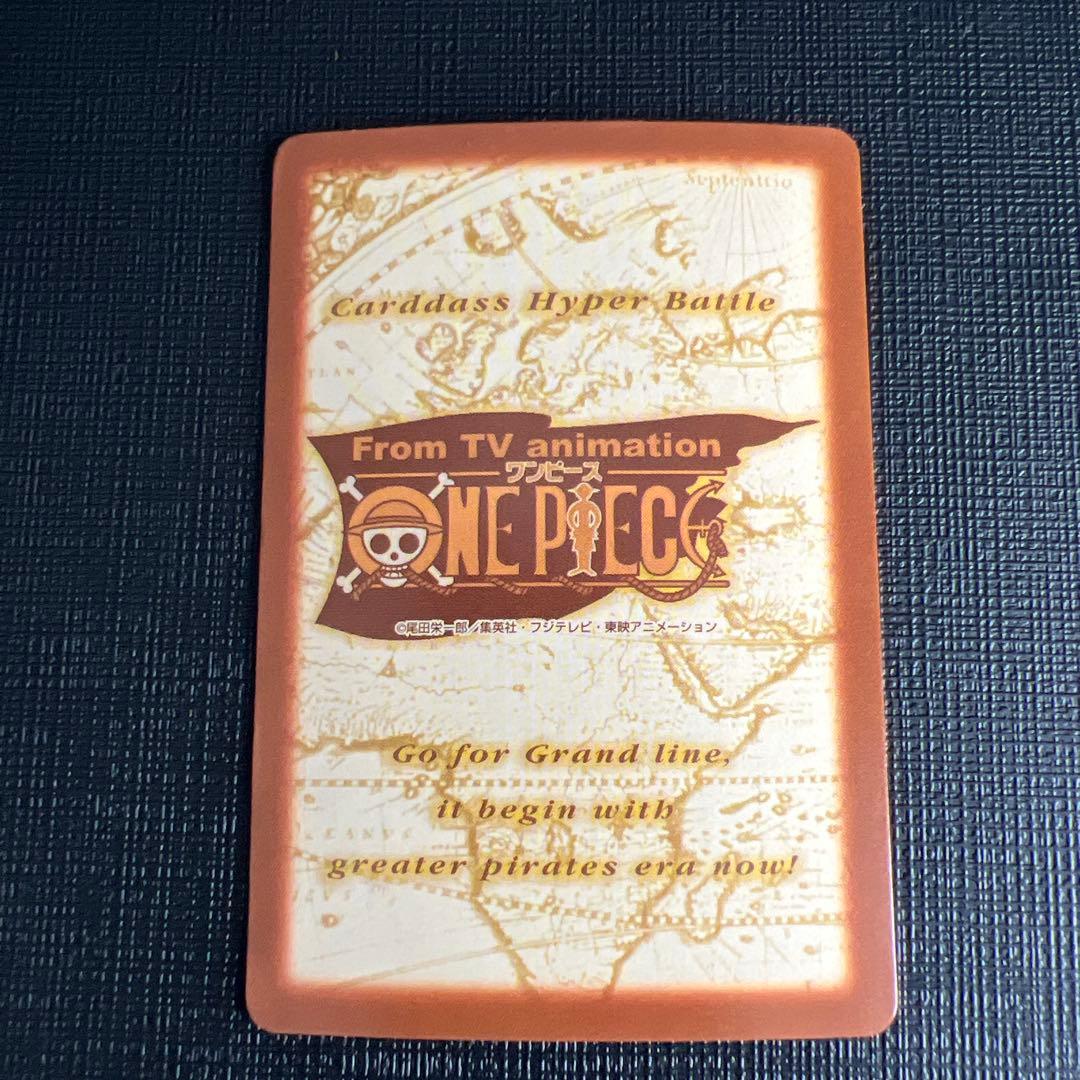 Septentrio
Carddass Hyper Battle
From TV animation
ワンピース
ONE PIECE
©尾田栄一郎/集英社・フジテレビ・東映アニメーション
Go for Grand line,
it begin with
greater pirates era now!